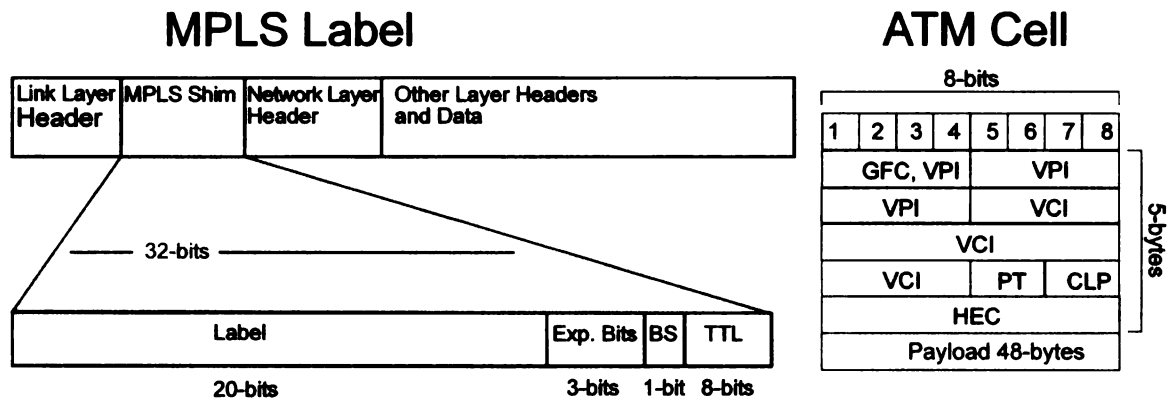 MPLS Label
Link Layer Header
MPLS Shim
Network Layer Header
Other Layer Headers and Data
32-bits
Label
Exp. Bits
BS
TTL
20-bits
3-bits
1-bit
8-bits
ATM Cell
8-bits
1 2 3 4 5 6 7 8
GFC, VPI
VPI
VPI
VCI
VCI
VCI
PT
CLP
HEC
Payload 48-bytes
5-bytes